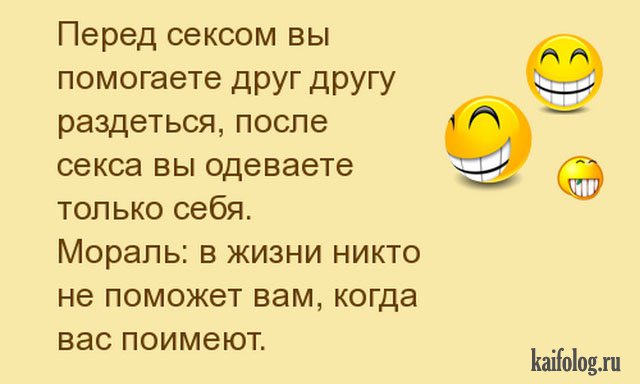 Перед сексом вы
помогаете друг другу
раздеться, после
секса вы одеваете
только себя.
Мораль: в жизни никто
не поможет вам, когда
вас поимеют.
kaifolog.ru